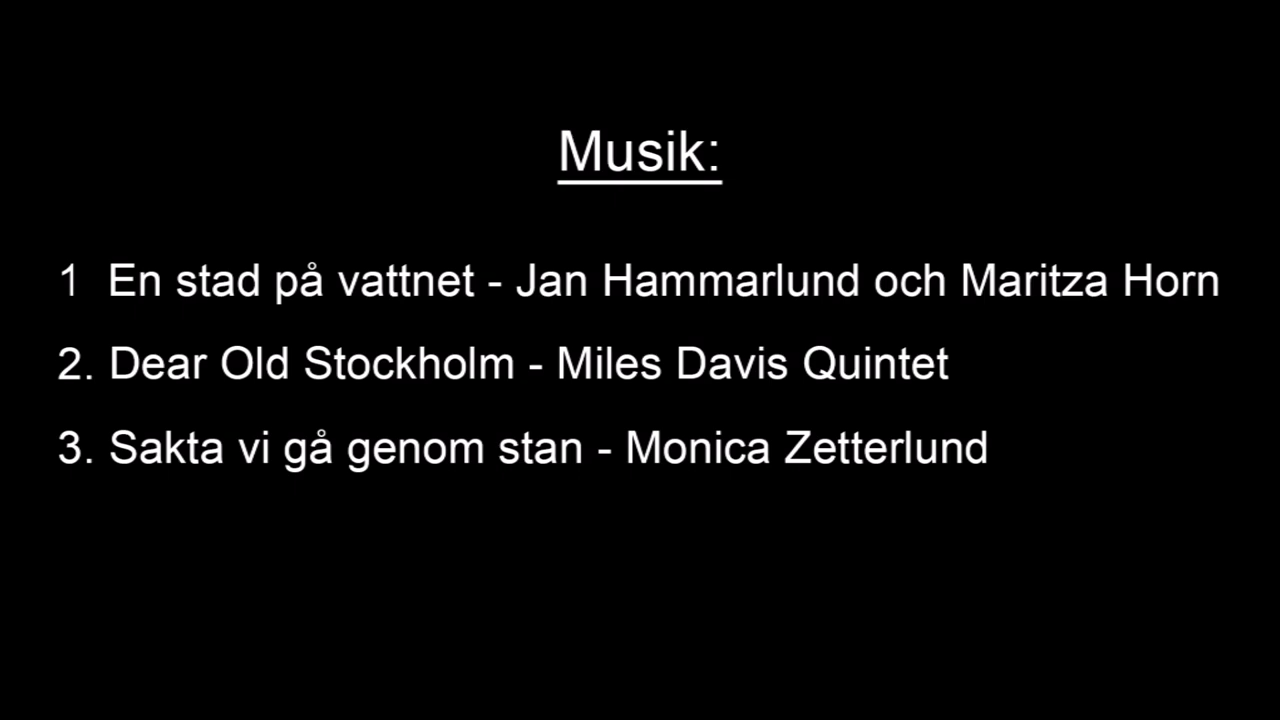 Musik:
1 En stad på vattnet - Jan Hammarlund och Maritza Horn
2. Dear Old Stockholm - Miles Davis Quintet
3. Sakta vi gå genom stan - Monica Zetterlund